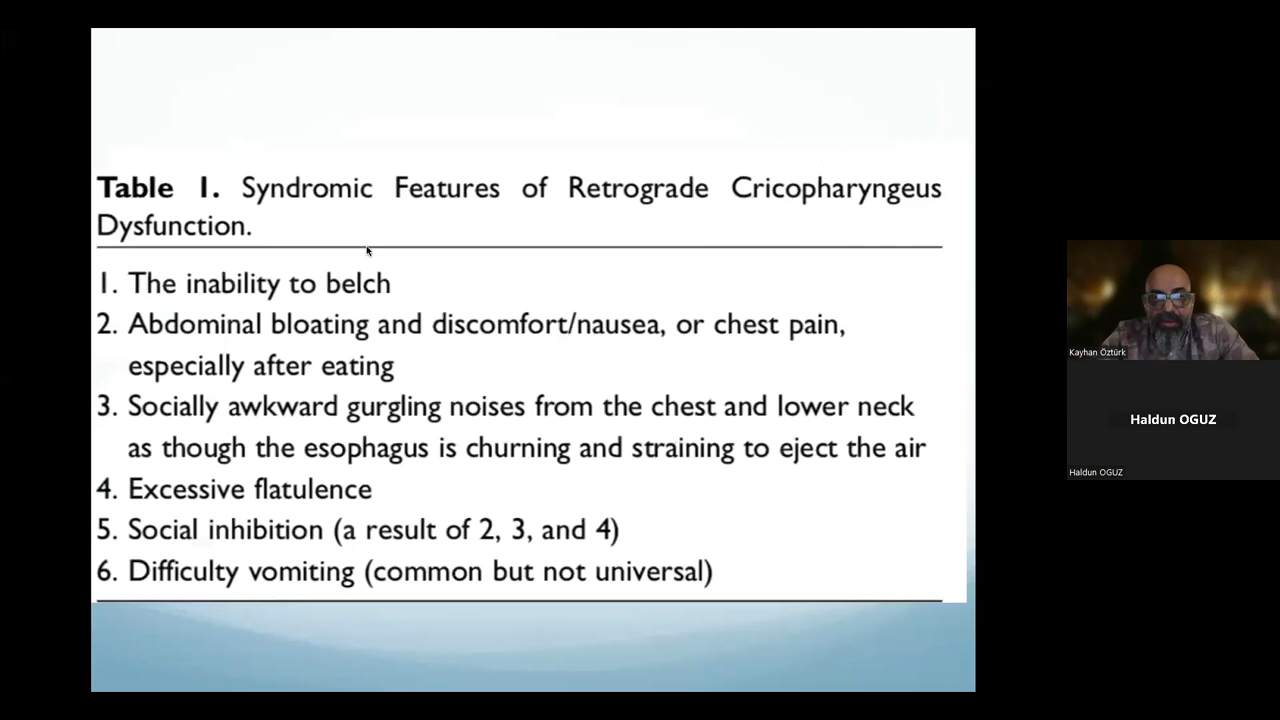 Table 1. Syndromic Features of Retrograde Cricopharyngeus
Dysfunction.
1. The inability to belch
2. Abdominal bloating and discomfort/nausea, or chest pain,
especially after eating
3. Socially awkward gurgling noises from the chest and lower neck
as though the esophagus is churning and straining to eject the air
4. Excessive flatulence
5. Social inhibition (a result of 2, 3, and 4)
6. Difficulty vomiting (common but not universal)
Kayhan Öztürk
Haldun OGUZ
Haldun OGUZ